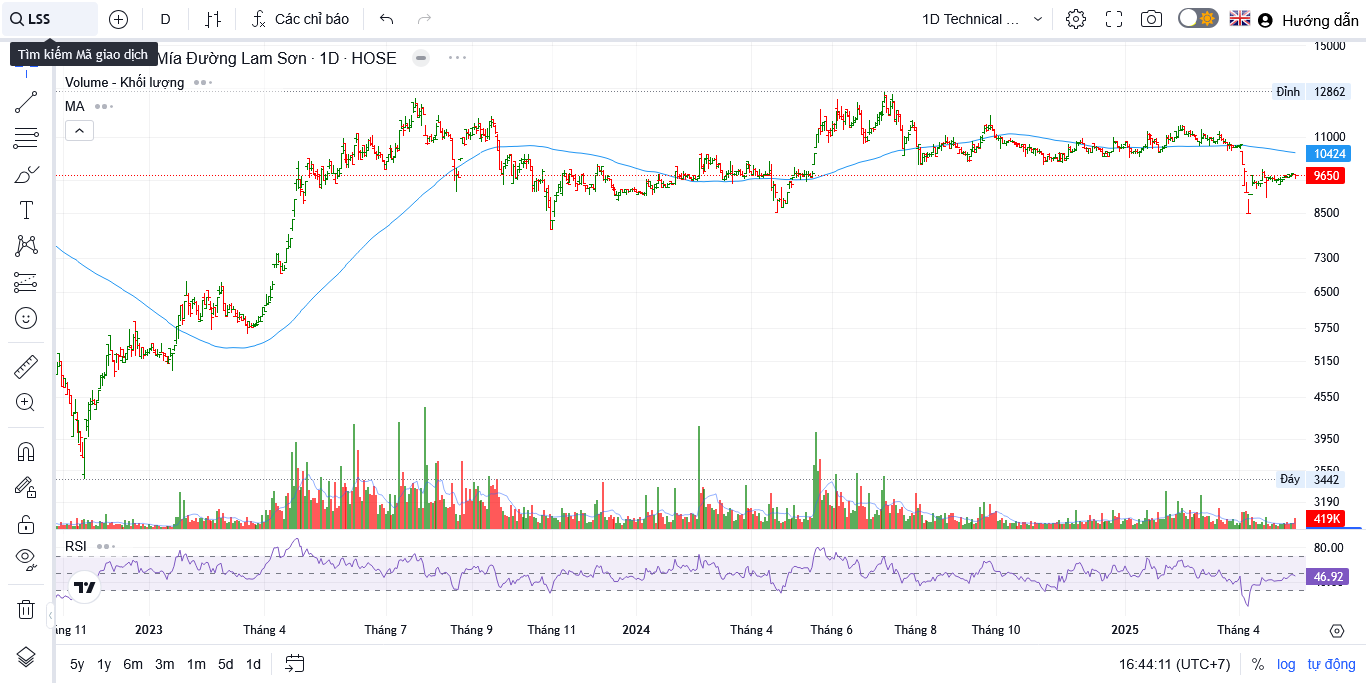 LSS
D
Các chỉ báo
1D Technical ...
Hướng dẫn
Tìm kiếm Mã giao dịch
Mía Đường Lam Sơn · 1D · HOSE
Volume - Khối lượng
MA
15000
Đỉnh 12862
11000
10424
9650
8500
7300
6500
5750
5150
4550
3950
3550
Đáy 3442
3190
419K
RSI
80.00
46.92
ng 11
2023
Tháng 4
Tháng 7
Tháng 9
Tháng 11
2024
Tháng 4
Tháng 6
Tháng 8
Tháng 10
2025
Tháng 4
5y 1y 6m 3m 1m 5d 1d
16:44:11 (UTC+7)
% log tự động